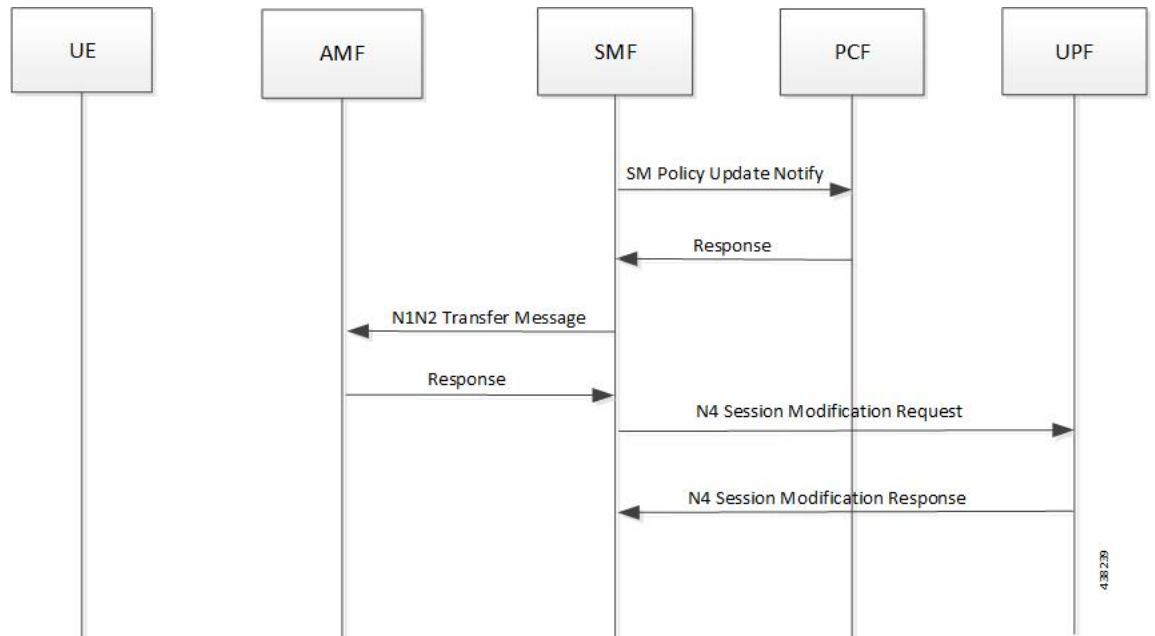 UE
AMF
SMF
PCF
UPF
SM Policy Update Notify
Response
N1N2 Transfer Message
Response
N4 Session Modification Request
N4 Session Modification Response
438239